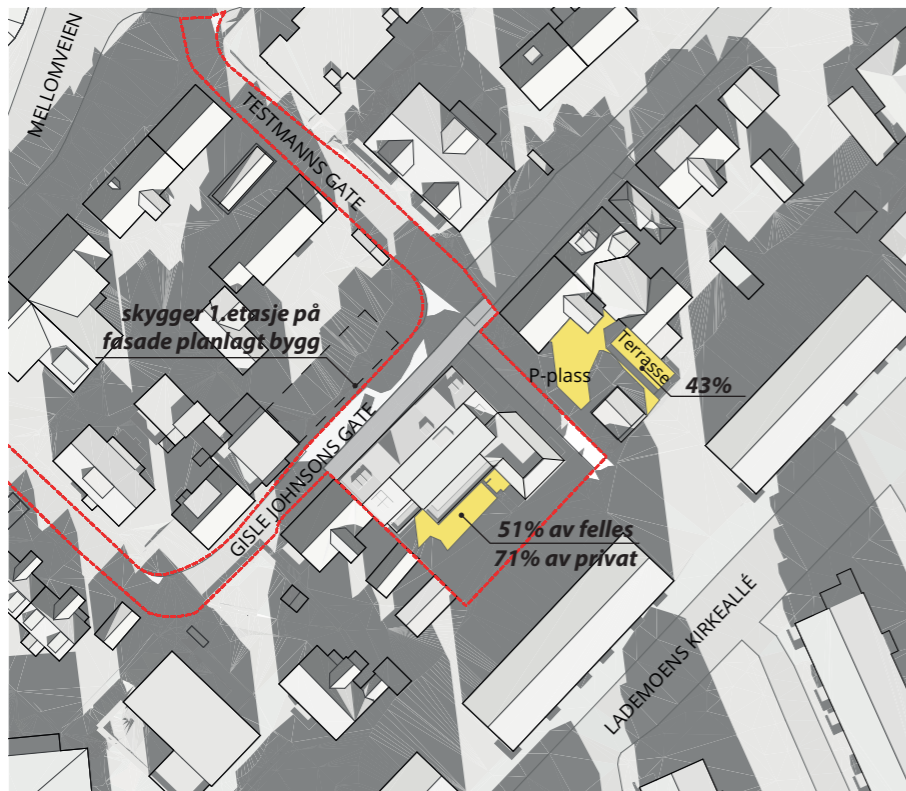 MELLOMVEIEN
TESTMANNS GATE
skygger 1.etasje på
fasade planlagt bygg
Terrasse
P-plass
43%
GISLE JOHNSONS GATE
51% av felles
71% av privat
LADEMOENS KIRKEALLÉ